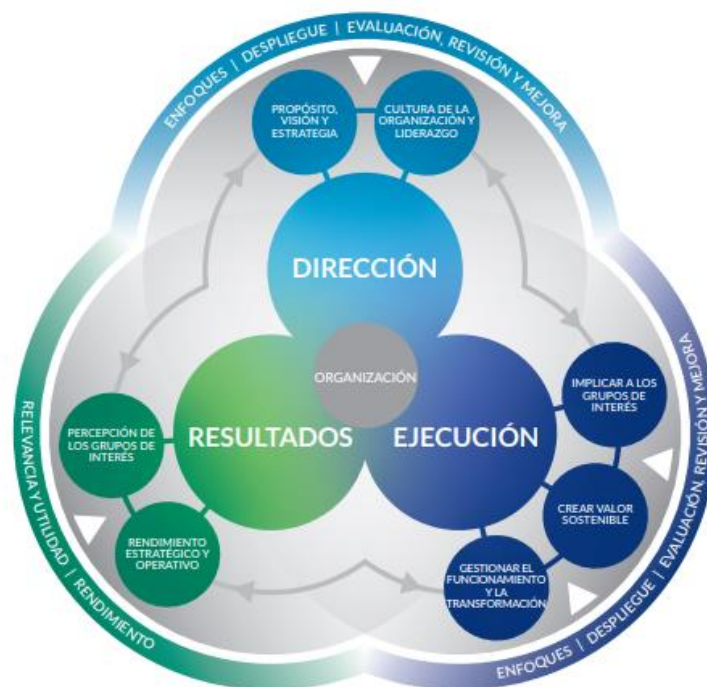 ENFOQUES | DESPLIEGUE | EVALUACIÓN, REVISIÓN Y MEJORA
PROPÓSITO,
VISIÓN Y
ESTRATEGIA
CULTURA DE LA
ORGANIZACIÓN Y
LIDERAZGO
DIRECCIÓN
ORGANIZACIÓN
RESULTADOS
EJECUCIÓN
PERCEPCIÓN DE
LOS GRUPOS DE
INTERÉS
RENDIMIENTO
ESTRATÉGICO Y
OPERATIVO
IMPLICAR A LOS
GRUPOS DE
INTERÉS
CREAR VALOR
SOSTENIBLE
GESTIONAR EL
FUNCIONAMIENTO
Y LA
TRANSFORMACIÓN
RELEVANCIA Y UTILIDAD | RENDIMIENTO
ENFOQUES | DESPLIEGUE | EVALUACIÓN, REVISIÓN Y MEJORA